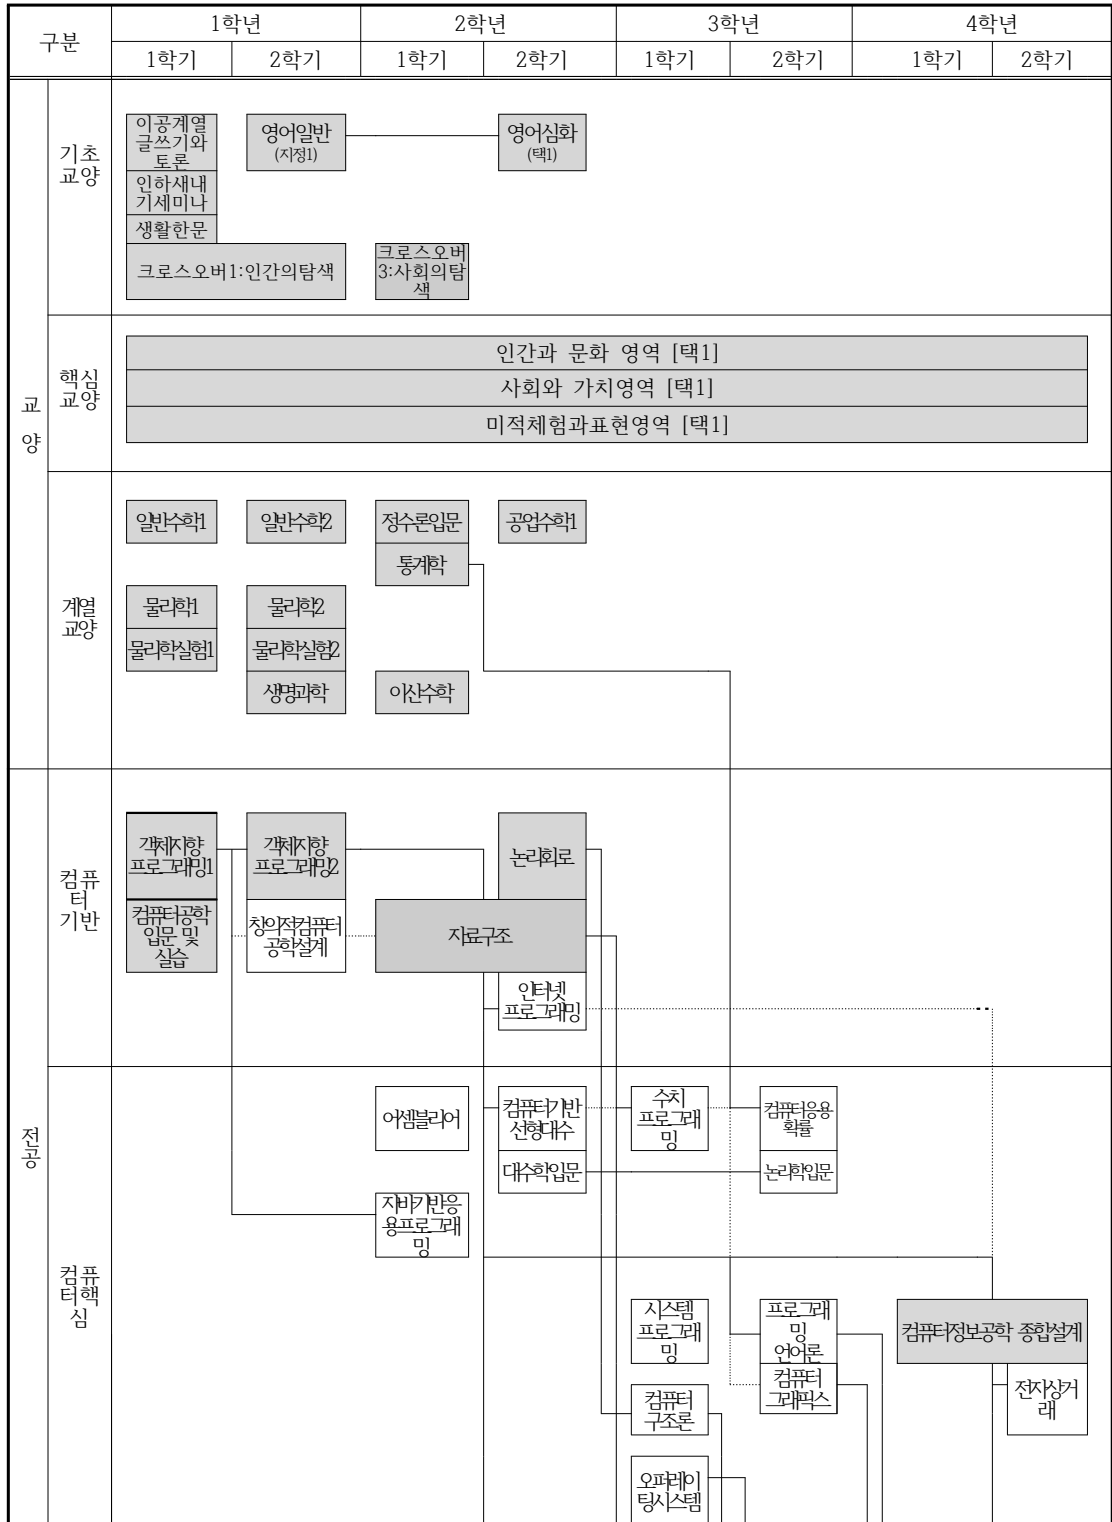 구분
1학년
2학년
3학년
4학년
1학기
2학기
1학기
2학기
1학기
2학기
1학기
2학기
교
양
기초
교양
이공계열
글쓰기와
토론
영어일반
(지정1)
영어심화
(택1)
인하새내
기세미나
생활한문
크로스오버1:인간의탐색
크로스오버
3:사회의탐
색
핵심
교양
인간과 문화 영역 [택1]
사회와 가치영역 [택1]
미적체험과표현영역 [택1]
계열
교양
일반수학1
일반수학2
정수론입문
공업수학1
통계학
물리학1
물리학2
물리학실험1
물리학실험2
생명과학
이산수학
전
공
컴퓨
터
기반
객체지향
프로그래밍1
객체지향
프로그래밍2
논리회로
컴퓨터공학
입문 및
실습
창의적컴퓨터
공학설계
자료구조
인터넷
프로그래밍
컴퓨
터핵
심
어셈블리어
컴퓨터기반
선형대수
수치
프로그래
밍
컴퓨터응용
확률
대수학입문
논리학입문
자바기반응
용프로그래
밍
시스템
프로그래
밍
프로그래
밍
언어론
컴퓨터정보공학 종합설계
컴퓨터
그래픽스
전자상거
래
컴퓨터
구조론
오퍼레이
팅시스템